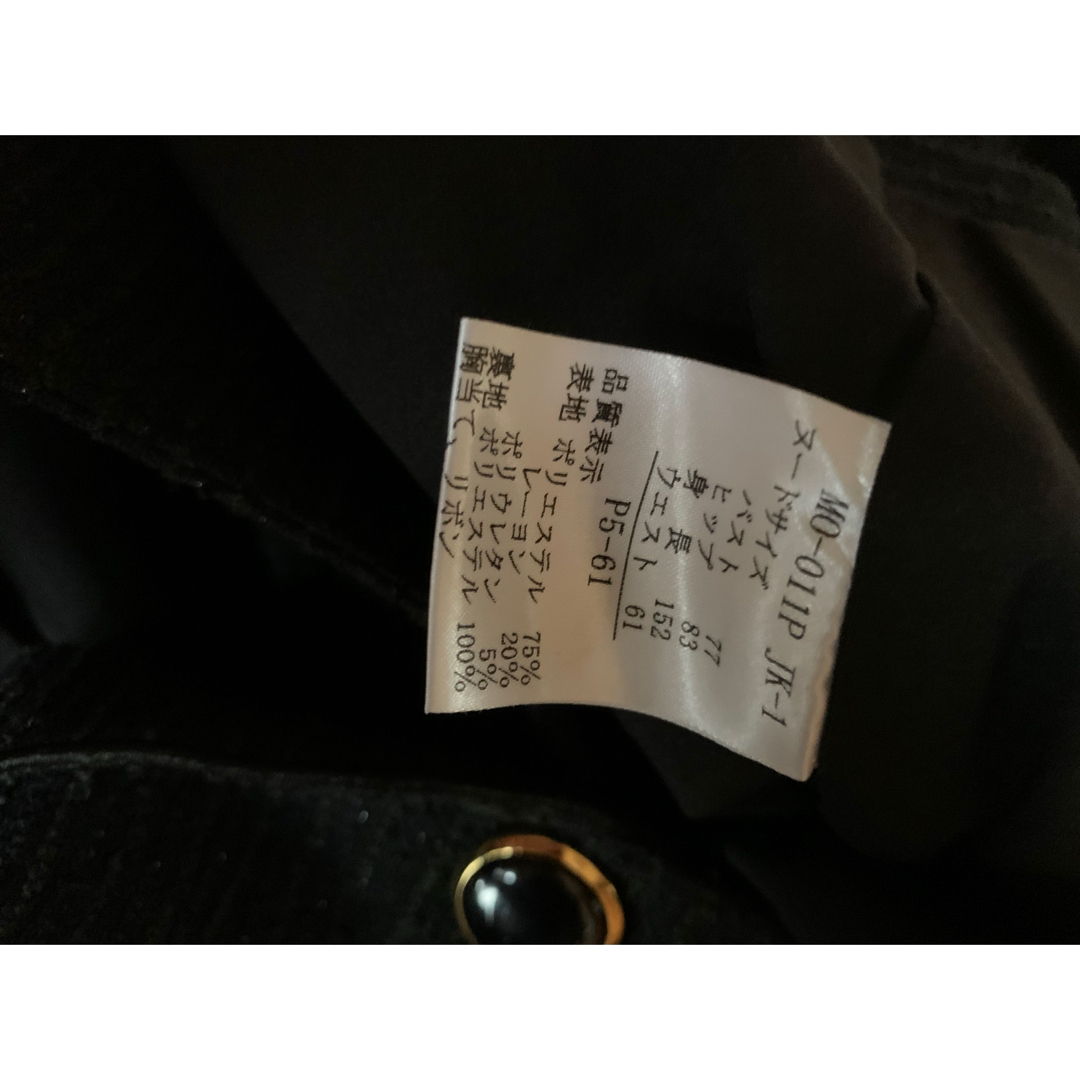 MO-011P JK-1
ヌードサイズ
バスト 77
ヒップ 83
身長 152
ウエスト 61
P5-61
品質表示
表地 ポリエステル 75%
レーヨン 20%
ポリウレタン 5%
裏地 ポリエステル 100%
胸当て、リボン